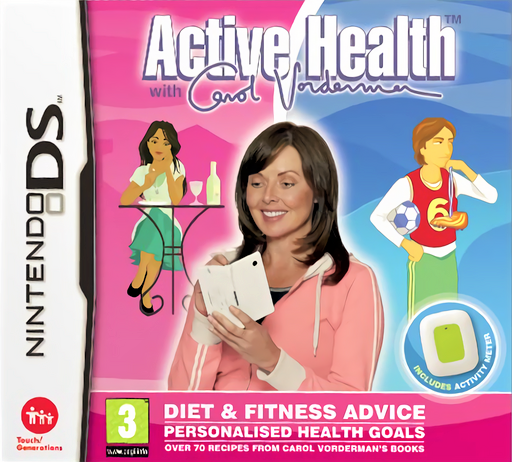 Active Health™
with Carol Vorderman
NINTENDO DS™
6
INCLUDES ACTIVITY METER
Touch!
Generations
3
www.pegi.info
DIET & FITNESS ADVICE
PERSONALISED HEALTH GOALS
OVER 70 RECIPES FROM CAROL VORDERMAN'S BOOKS